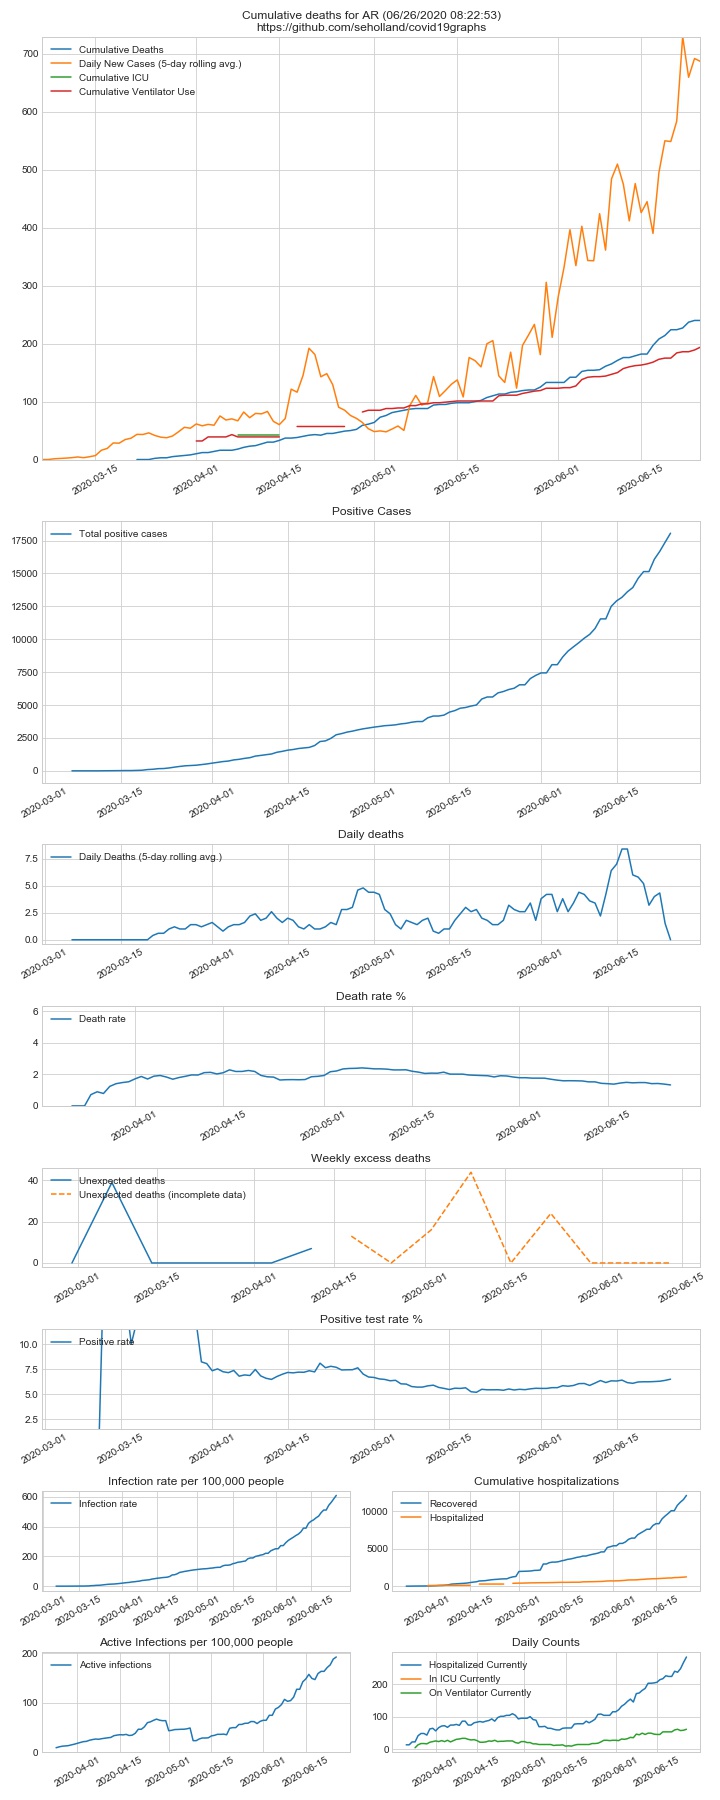 Cumulative deaths for AR (06/26/2020 08:22:53)
https://github.com/seholland/covid19graphs
Cumulative Deaths
Daily New Cases (5-day rolling avg.)
Cumulative ICU
Cumulative Ventilator Use
700
600
500
400
300
200
100
0
2020-03-15 2020-04-01 2020-04-15 2020-05-01 2020-05-15 2020-06-01 2020-06-15
Positive Cases
Total positive cases
17500
15000
12500
10000
7500
5000
2500
0
2020-03-01 2020-03-15 2020-04-01 2020-04-15 2020-05-01 2020-05-15 2020-06-01 2020-06-15
Daily deaths
Daily Deaths (5-day rolling avg.)
7.5
5.0
2.5
0.0
2020-03-01 2020-03-15 2020-04-01 2020-04-15 2020-05-01 2020-05-15 2020-06-01 2020-06-15
Death rate %
Death rate
6
4
2
0
2020-04-01 2020-04-15 2020-05-01 2020-05-15 2020-06-01 2020-06-15
Weekly excess deaths
Unexpected deaths
Unexpected deaths (incomplete data)
40
20
0
2020-03-01 2020-03-15 2020-04-01 2020-04-15 2020-05-01 2020-05-15 2020-06-01 2020-06-15
Positive test rate %
Positive rate
10.0
7.5
5.0
2.5
2020-03-01 2020-03-15 2020-04-01 2020-04-15 2020-05-01 2020-05-15 2020-06-01 2020-06-15
Infection rate per 100,000 people
Infection rate
600
400
200
0
2020-03-01 2020-03-15 2020-04-01 2020-04-15 2020-05-01 2020-05-15 2020-06-01 2020-06-15
Cumulative hospitalizations
Recovered
Hospitalized
10000
5000
0
2020-04-01 2020-04-15 2020-05-01 2020-05-15 2020-06-01 2020-06-15
Active Infections per 100,000 people
Active infections
200
100
0
2020-04-01 2020-04-15 2020-05-01 2020-05-15 2020-06-01 2020-06-15
Daily Counts
Hospitalized Currently
In ICU Currently
On Ventilator Currently
200
100
0
2020-04-01 2020-04-15 2020-05-01 2020-05-15 2020-06-01 2020-06-15